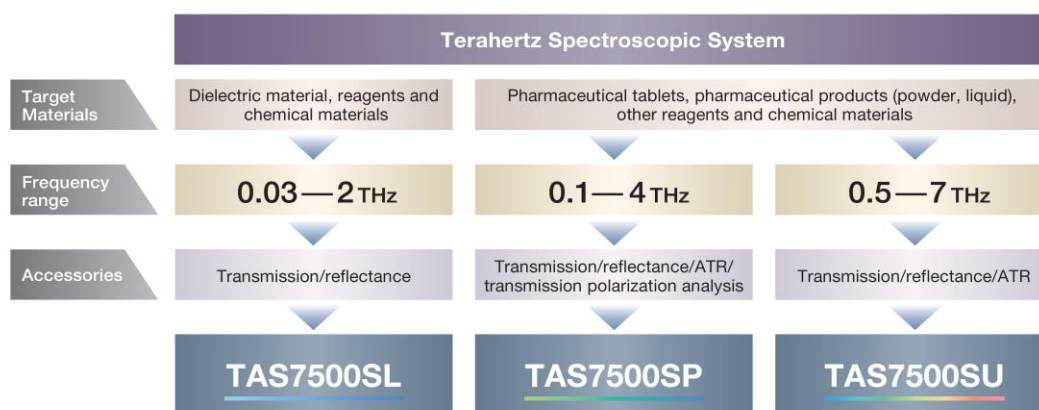 Terahertz Spectroscopic System
Target
Materials
Dielectric material, reagents and
chemical materials
Pharmaceutical tablets, pharmaceutical products (powder, liquid),
other reagents and chemical materials
Frequency
range
0.03—2 THz
0.1—4 THz
0.5—7 THz
Accessories
Transmission/reflectance
Transmission/reflectance/ATR/
transmission polarization analysis
Transmission/reflectance/ATR
TAS7500SL
TAS7500SP
TAS7500SU